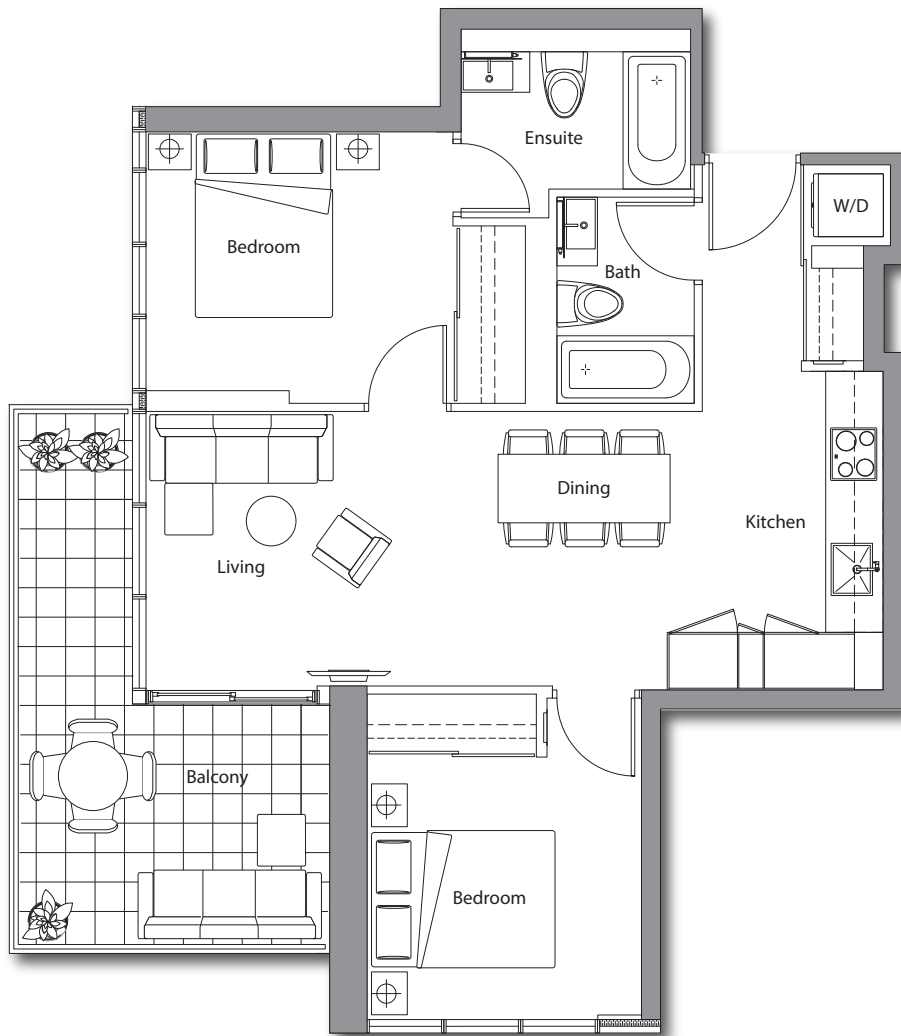 Ensuite
W/D
Bedroom
Bath
Dining
Kitchen
Living
Balcony
Bedroom